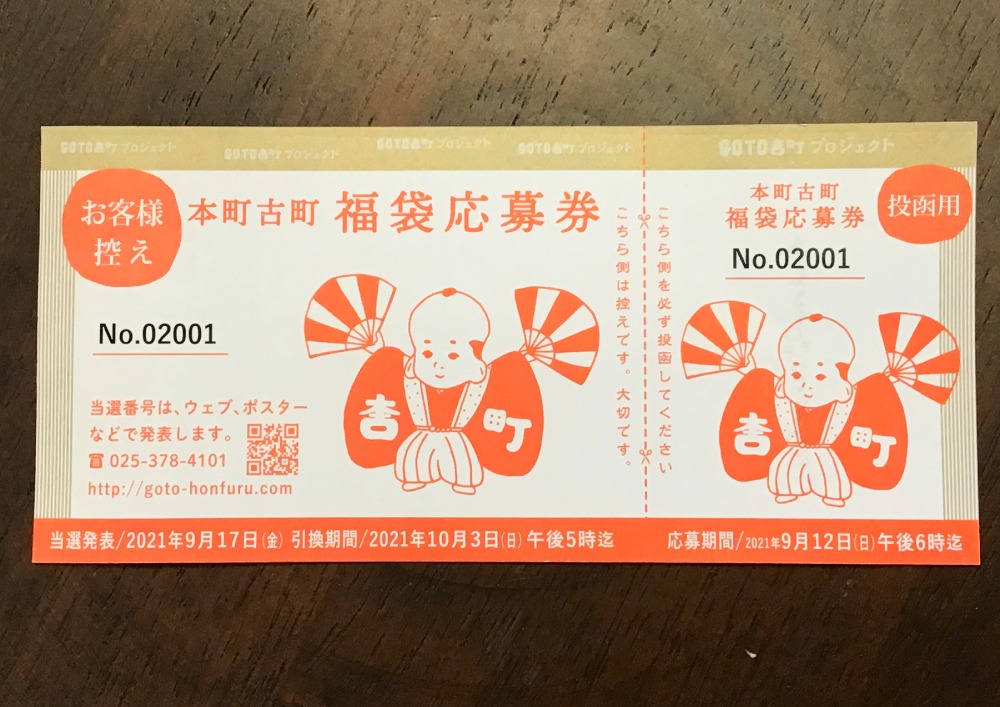 GOTO杏町プロジェクト
GOTO杏町プロジェクト
GOTO杏町プロジェクト
GOTO杏町プロジェクト
お客様
控え
本町古町 福袋応募券
No.02001
当選番号は、ウェブ、ポスター
などで発表します。
☎025-378-4101
http://goto-honfuru.com
杏町
こちら側は控えです。大切です。
当選発表/2021年9月17日(金) 引換期間/2021年10月3日(日)午後5時迄
GOTO杏町プロジェクト
こちら側を必ず投函してください
本町古町
福袋応募券
投函用
No.02001
杏町
応募期間/2021年9月12日(日)午後6時迄